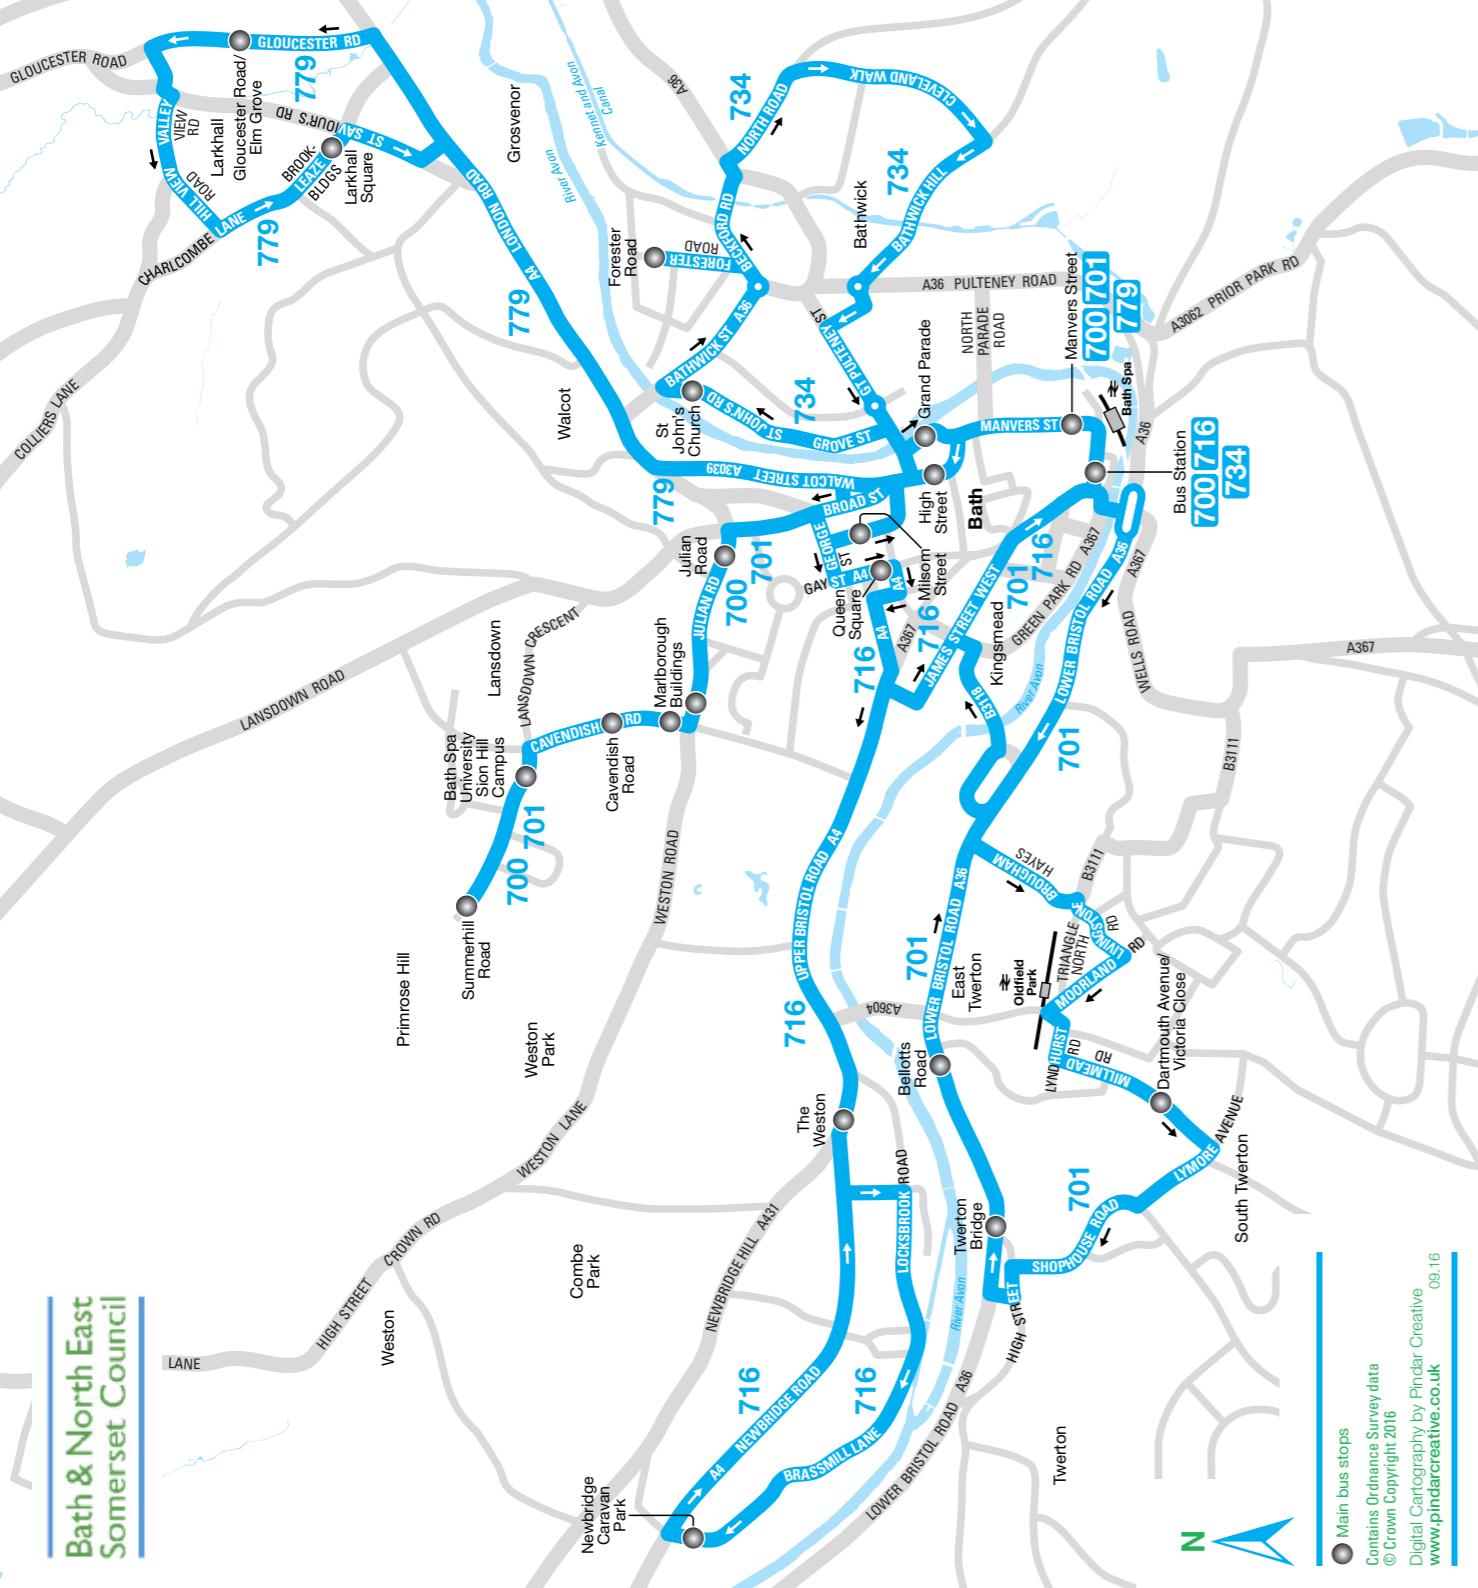 Bath & North East
Somerset Council
GLOUCESTER ROAD
GLOUCESTER RD
Gloucester Road/
Elm Grove
779
VALLEY
VIEW
RD
Larkhall
HILL VIEW
ROAD
CHARLCOMBE
LANE
779
BROOK-
LEAZE
BLDGS
Larkhall
Square
ST SAVIOUR'S RD
ST SAVIOUR'S RD
LONDON ROAD
A4
LONDON ROAD
779
Grosvenor
Walcot
COLLIERS LANE
River Avon
Kennet and Avon
Canal
A36
734
NORTH ROAD
CLEVELAND WALK
734
BATHWICK HILL
Bathwick
BECKFORD RD
FORESTER
ROAD
Forester
Road
BATHWICK ST
A36
St
John's
Church
ST JOHN'S RD
734
GROVE ST
GT PULTENEY ST
A36
PULTENEY ROAD
NORTH
PARADE
ROAD
A3062 PRIOR PARK RD
Grand Parade
MANVERS ST
Manvers Street
700 701
779
Bath Spa
A36
Bus Station
700 716
734
High
Street
Bath
WALCOT STREET
A3039
779
BROAD ST
GEORGE
ST
Milsom
Street
GAY
ST
A4
A4
A4
Queen
Square
A367
716
716
JAMES STREET WEST
701
716
Kingsmead
GREEN PARK RD
A367
A367
WELLS ROAD
A367
LOWER BRISTOL ROAD
A36
701
River Avon
B3118
B3111
B3111
Julian
Road
JULIAN RD
700
701
Marlborough
Buildings
CAVENDISH
RD
Cavendish
Road
Lansdown
LANSDOWN CRESCENT
LANSDOWN ROAD
Bath Spa
University
Sion Hill
Campus
700
701
Summerhill
Road
Primrose Hill
WESTON ROAD
Weston
Park
WESTON LANE
CROWN RD
HIGH STREET
LANE
Weston
Combe
Park
NEWBRIDGE HILL
A431
UPPER BRISTOL ROAD
A4
716
The
Weston
LOCKSBROOK
ROAD
A4
NEWBRIDGE ROAD
716
716
BRASSMILL LANE
Newbridge
Caravan
Park
LOWER BRISTOL ROAD
A36
River Avon
HIGH STREET
Twerton
Twerton
Bridge
Bellotts
Road
A3604
LOWER BRISTOL ROAD
A36
701
East
Twerton
Oldfield
Park
TRIANGLE
NORTH
BROUGHAM
HAYES
LIVINGSTONE
RD
MOORLAND
RD
LYNDHURST
RD
MILLMEAD
RD
Dartmouth Avenue/
Victoria Close
LYMORE
AVENUE
South Twerton
701
SHOPHOUSE ROAD
N
Main bus stops
Contains Ordnance Survey data
© Crown Copyright 2016
Digital Cartography by Pindar Creative
www.pindarcreative.co.uk
09.16